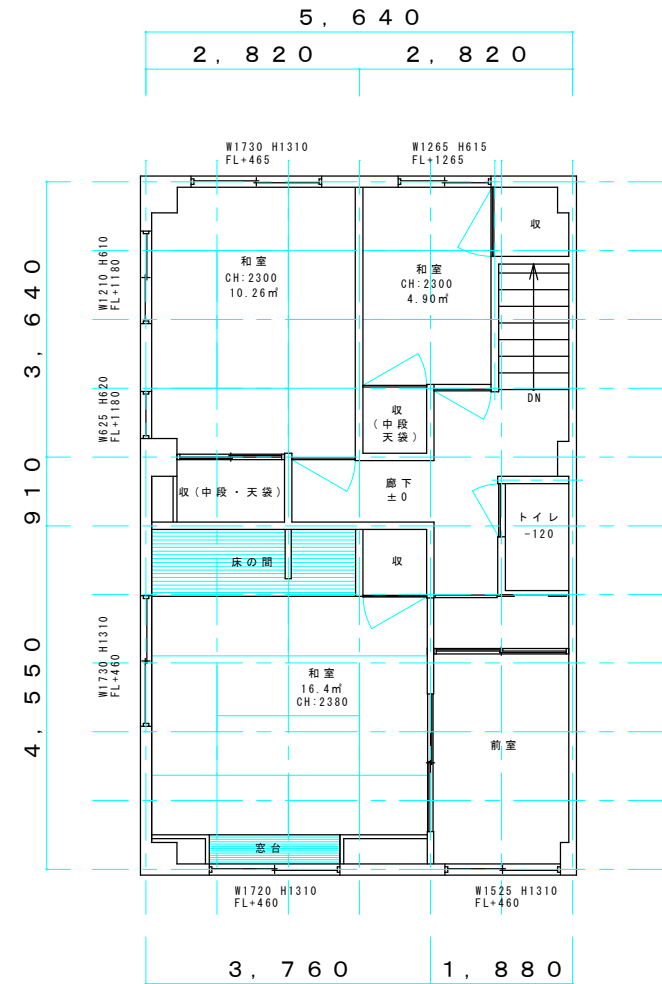 5,640
2,820
2,820
W1730 H1310
FL+465
W1265 H615
FL+1265
収
和室
CH:2300
10.26㎡
和室
CH:2300
4.90㎡
W1210 H610
FL+1180
3,640
W625 H620
FL+1180
DN
収
(中段
天袋)
910
収(中段・天袋)
廊下
±0
トイレ
-120
床の間
収
W1730 H1310
FL+460
4,550
和室
16.4㎡
CH:2380
前室
窓台
W1720 H1310
FL+460
W1525 H1310
FL+460
3,760
1,880